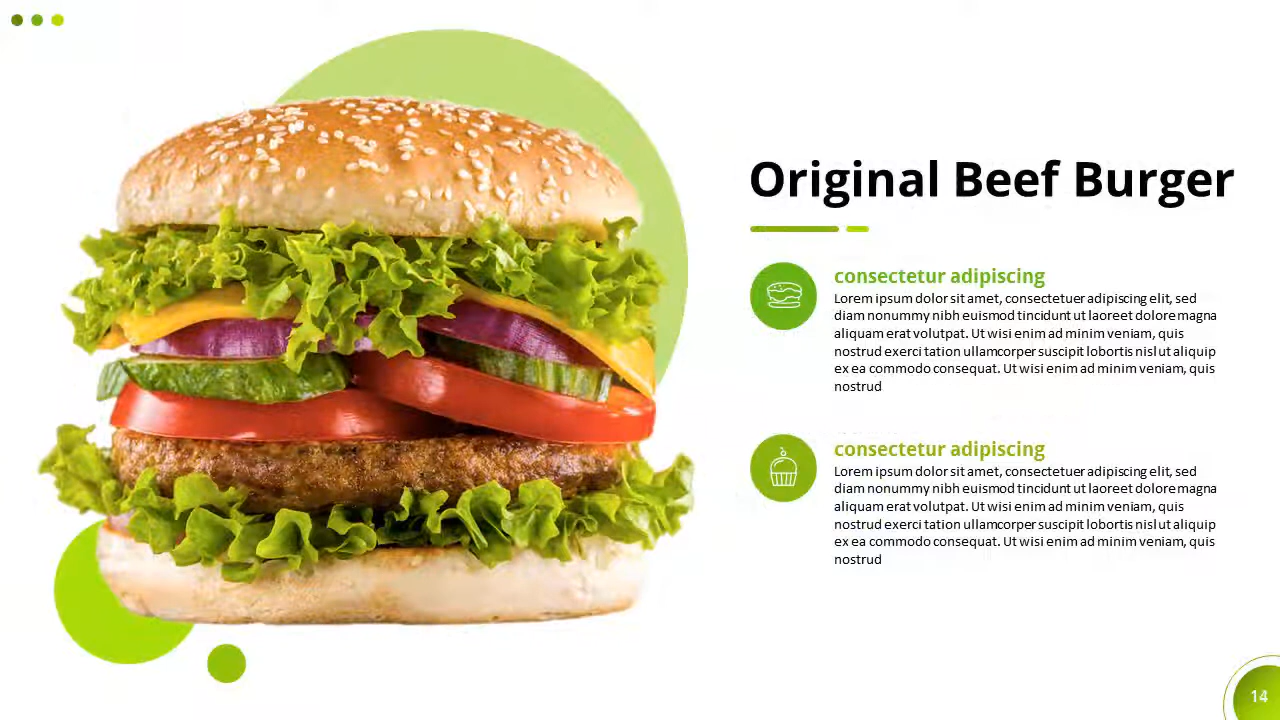 Original Beef Burger
consectetur adipiscing
Lorem ipsum dolor sit amet, consectetuer adipiscing elit, sed
diam nonummy nibh euismod tincidunt ut laoreet dolore magna
aliquam erat volutpat. Ut wisi enim ad minim veniam, quis
nostrud exerci tation ullamcorper suscipit lobortis nisl ut aliquip
ex ea commodo consequat. Ut wisi enim ad minim veniam, quis
nostrud
consectetur adipiscing
Lorem ipsum dolor sit amet, consectetuer adipiscing elit, sed
diam nonummy nibh euismod tincidunt ut laoreet dolore magna
aliquam erat volutpat. Ut wisi enim ad minim veniam, quis
nostrud exerci tation ullamcorper suscipit lobortis nisl ut aliquip
ex ea commodo consequat. Ut wisi enim ad minim veniam, quis
nostrud
14